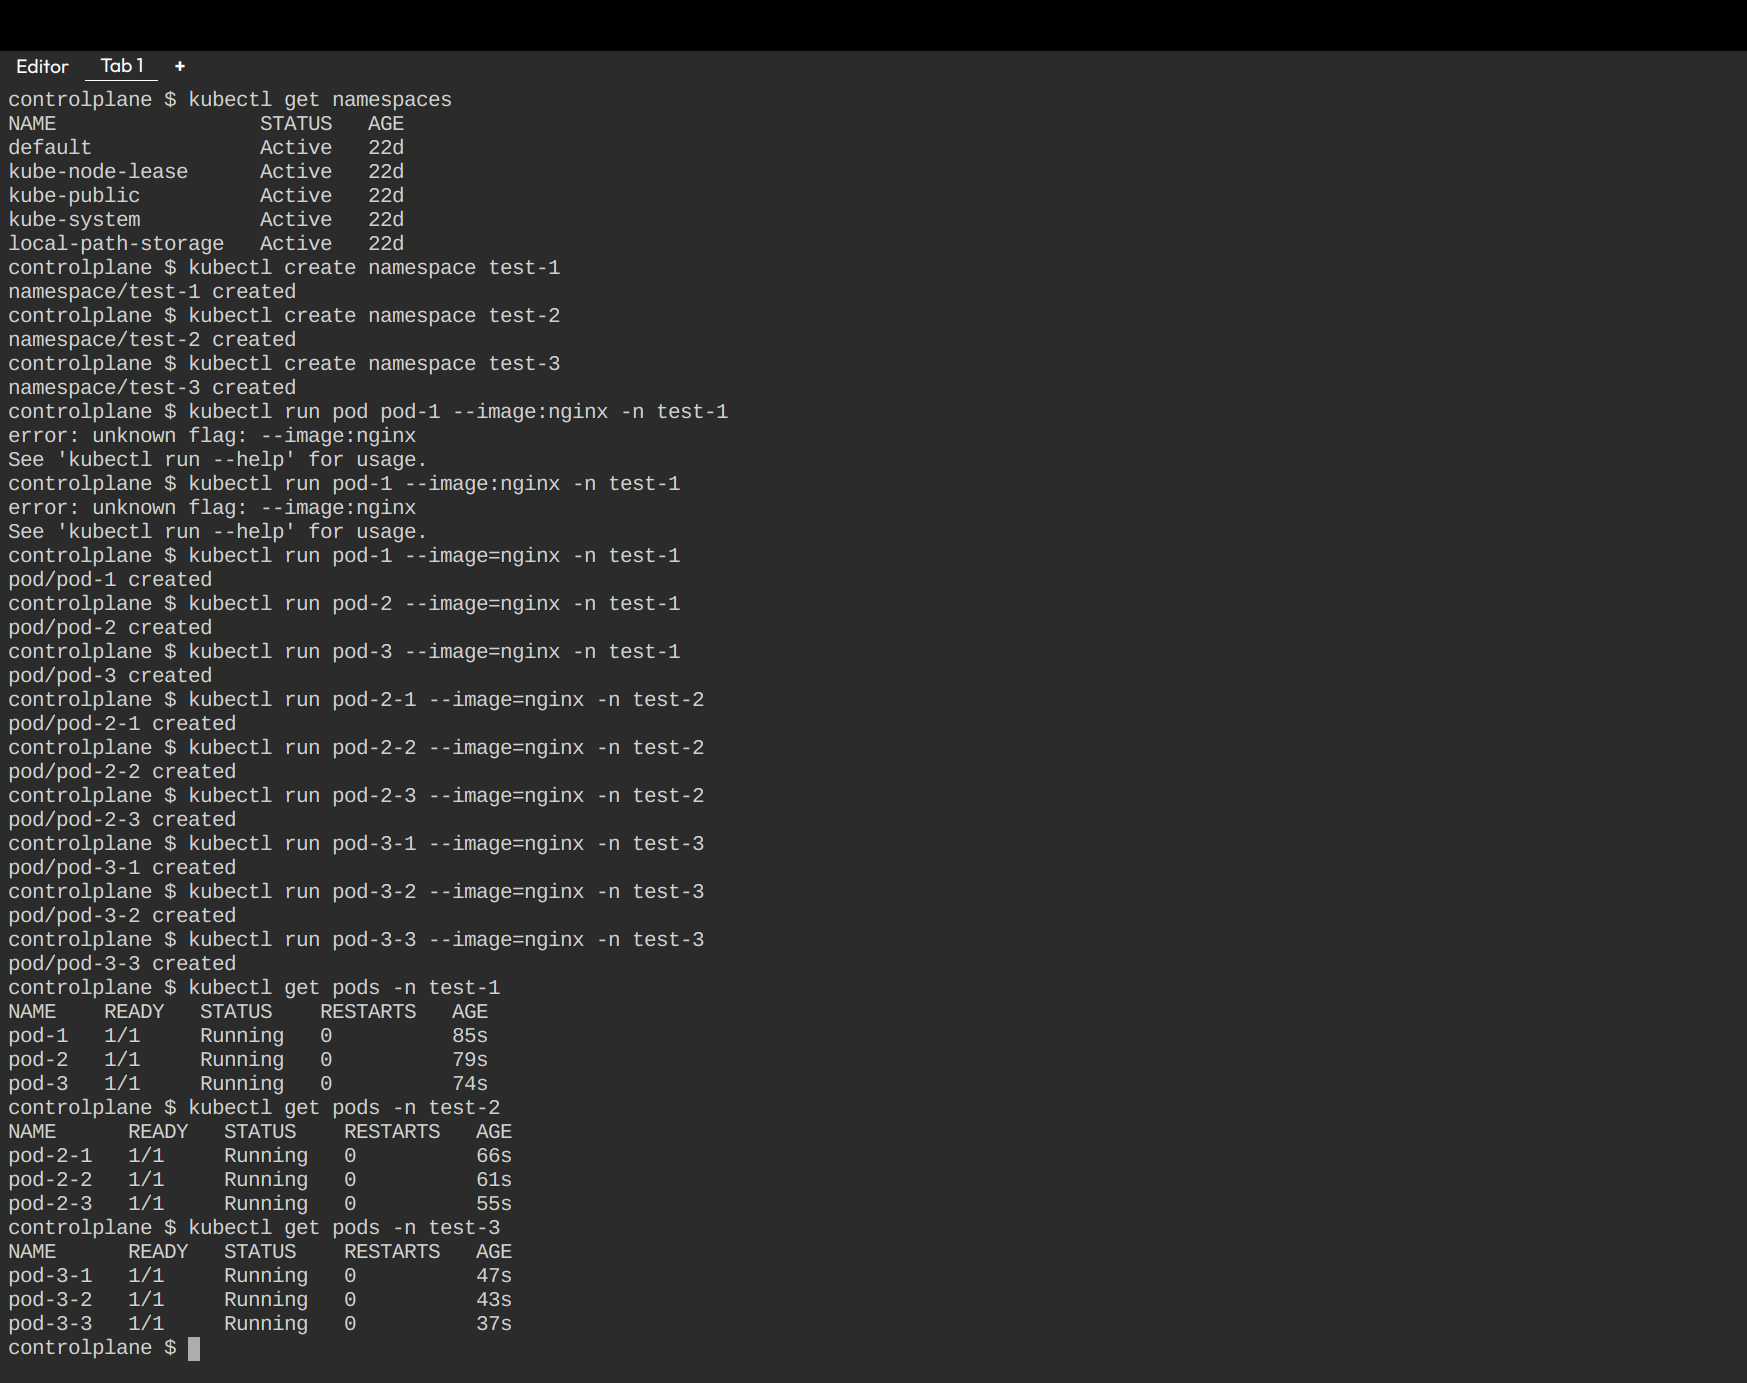 Editor Tab 1 +
controlplane $ kubectl get namespaces
NAME                 STATUS   AGE
default              Active   22d
kube-node-lease      Active   22d
kube-public          Active   22d
kube-system          Active   22d
local-path-storage   Active   22d
controlplane $ kubectl create namespace test-1
namespace/test-1 created
controlplane $ kubectl create namespace test-2
namespace/test-2 created
controlplane $ kubectl create namespace test-3
namespace/test-3 created
controlplane $ kubectl run pod pod-1 --image:nginx -n test-1
error: unknown flag: --image:nginx
See 'kubectl run --help' for usage.
controlplane $ kubectl run pod-1 --image:nginx -n test-1
error: unknown flag: --image:nginx
See 'kubectl run --help' for usage.
controlplane $ kubectl run pod-1 --image=nginx -n test-1
pod/pod-1 created
controlplane $ kubectl run pod-2 --image=nginx -n test-1
pod/pod-2 created
controlplane $ kubectl run pod-3 --image=nginx -n test-1
pod/pod-3 created
controlplane $ kubectl run pod-2-1 --image=nginx -n test-2
pod/pod-2-1 created
controlplane $ kubectl run pod-2-2 --image=nginx -n test-2
pod/pod-2-2 created
controlplane $ kubectl run pod-2-3 --image=nginx -n test-2
pod/pod-2-3 created
controlplane $ kubectl run pod-3-1 --image=nginx -n test-3
pod/pod-3-1 created
controlplane $ kubectl run pod-3-2 --image=nginx -n test-3
pod/pod-3-2 created
controlplane $ kubectl run pod-3-3 --image=nginx -n test-3
pod/pod-3-3 created
controlplane $ kubectl get pods -n test-1
NAME    READY   STATUS    RESTARTS   AGE
pod-1   1/1     Running   0          85s
pod-2   1/1     Running   0          79s
pod-3   1/1     Running   0          74s
controlplane $ kubectl get pods -n test-2
NAME      READY   STATUS    RESTARTS   AGE
pod-2-1   1/1     Running   0          66s
pod-2-2   1/1     Running   0          61s
pod-2-3   1/1     Running   0          55s
controlplane $ kubectl get pods -n test-3
NAME      READY   STATUS    RESTARTS   AGE
pod-3-1   1/1     Running   0          47s
pod-3-2   1/1     Running   0          43s
pod-3-3   1/1     Running   0          37s
controlplane $